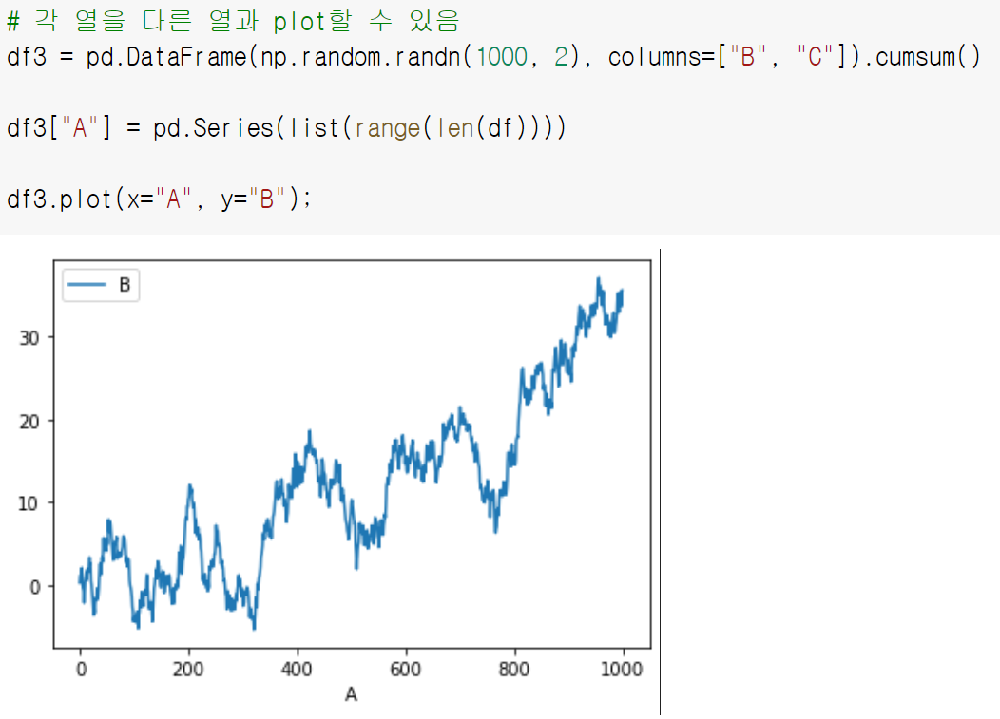 # 각 열을 다른 열과 plot할 수 있음
df3 = pd.DataFrame(np.random.randn(1000, 2), columns=["B", "C"]).cumsum()
df3["A"] = pd.Series(list(range(len(df))))
df3.plot(x="A", y="B");
B
30
20
10
0
0 200 400 600 800 1000
A